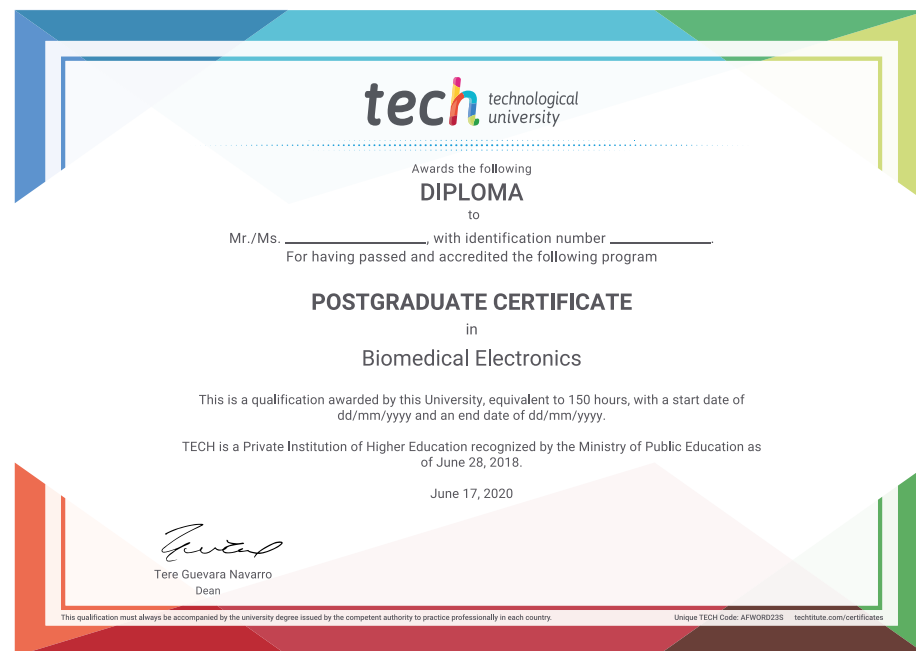 tech technological
university
Awards the following
DIPLOMA
to
Mr./Ms. ____________________, with identification number ______________.
For having passed and accredited the following program
POSTGRADUATE CERTIFICATE
in
Biomedical Electronics
This is a qualification awarded by this University, equivalent to 150 hours, with a start date of
dd/mm/yyyy and an end date of dd/mm/yyyy.
TECH is a Private Institution of Higher Education recognized by the Ministry of Public Education as
of June 28, 2018.
June 17, 2020
Tere Guevara Navarro
Dean
This qualification must always be accompanied by the university degree issued by the competent authority to practice professionally in each country. Unique TECH Code: AFWORD23S techtitute.com/certificates